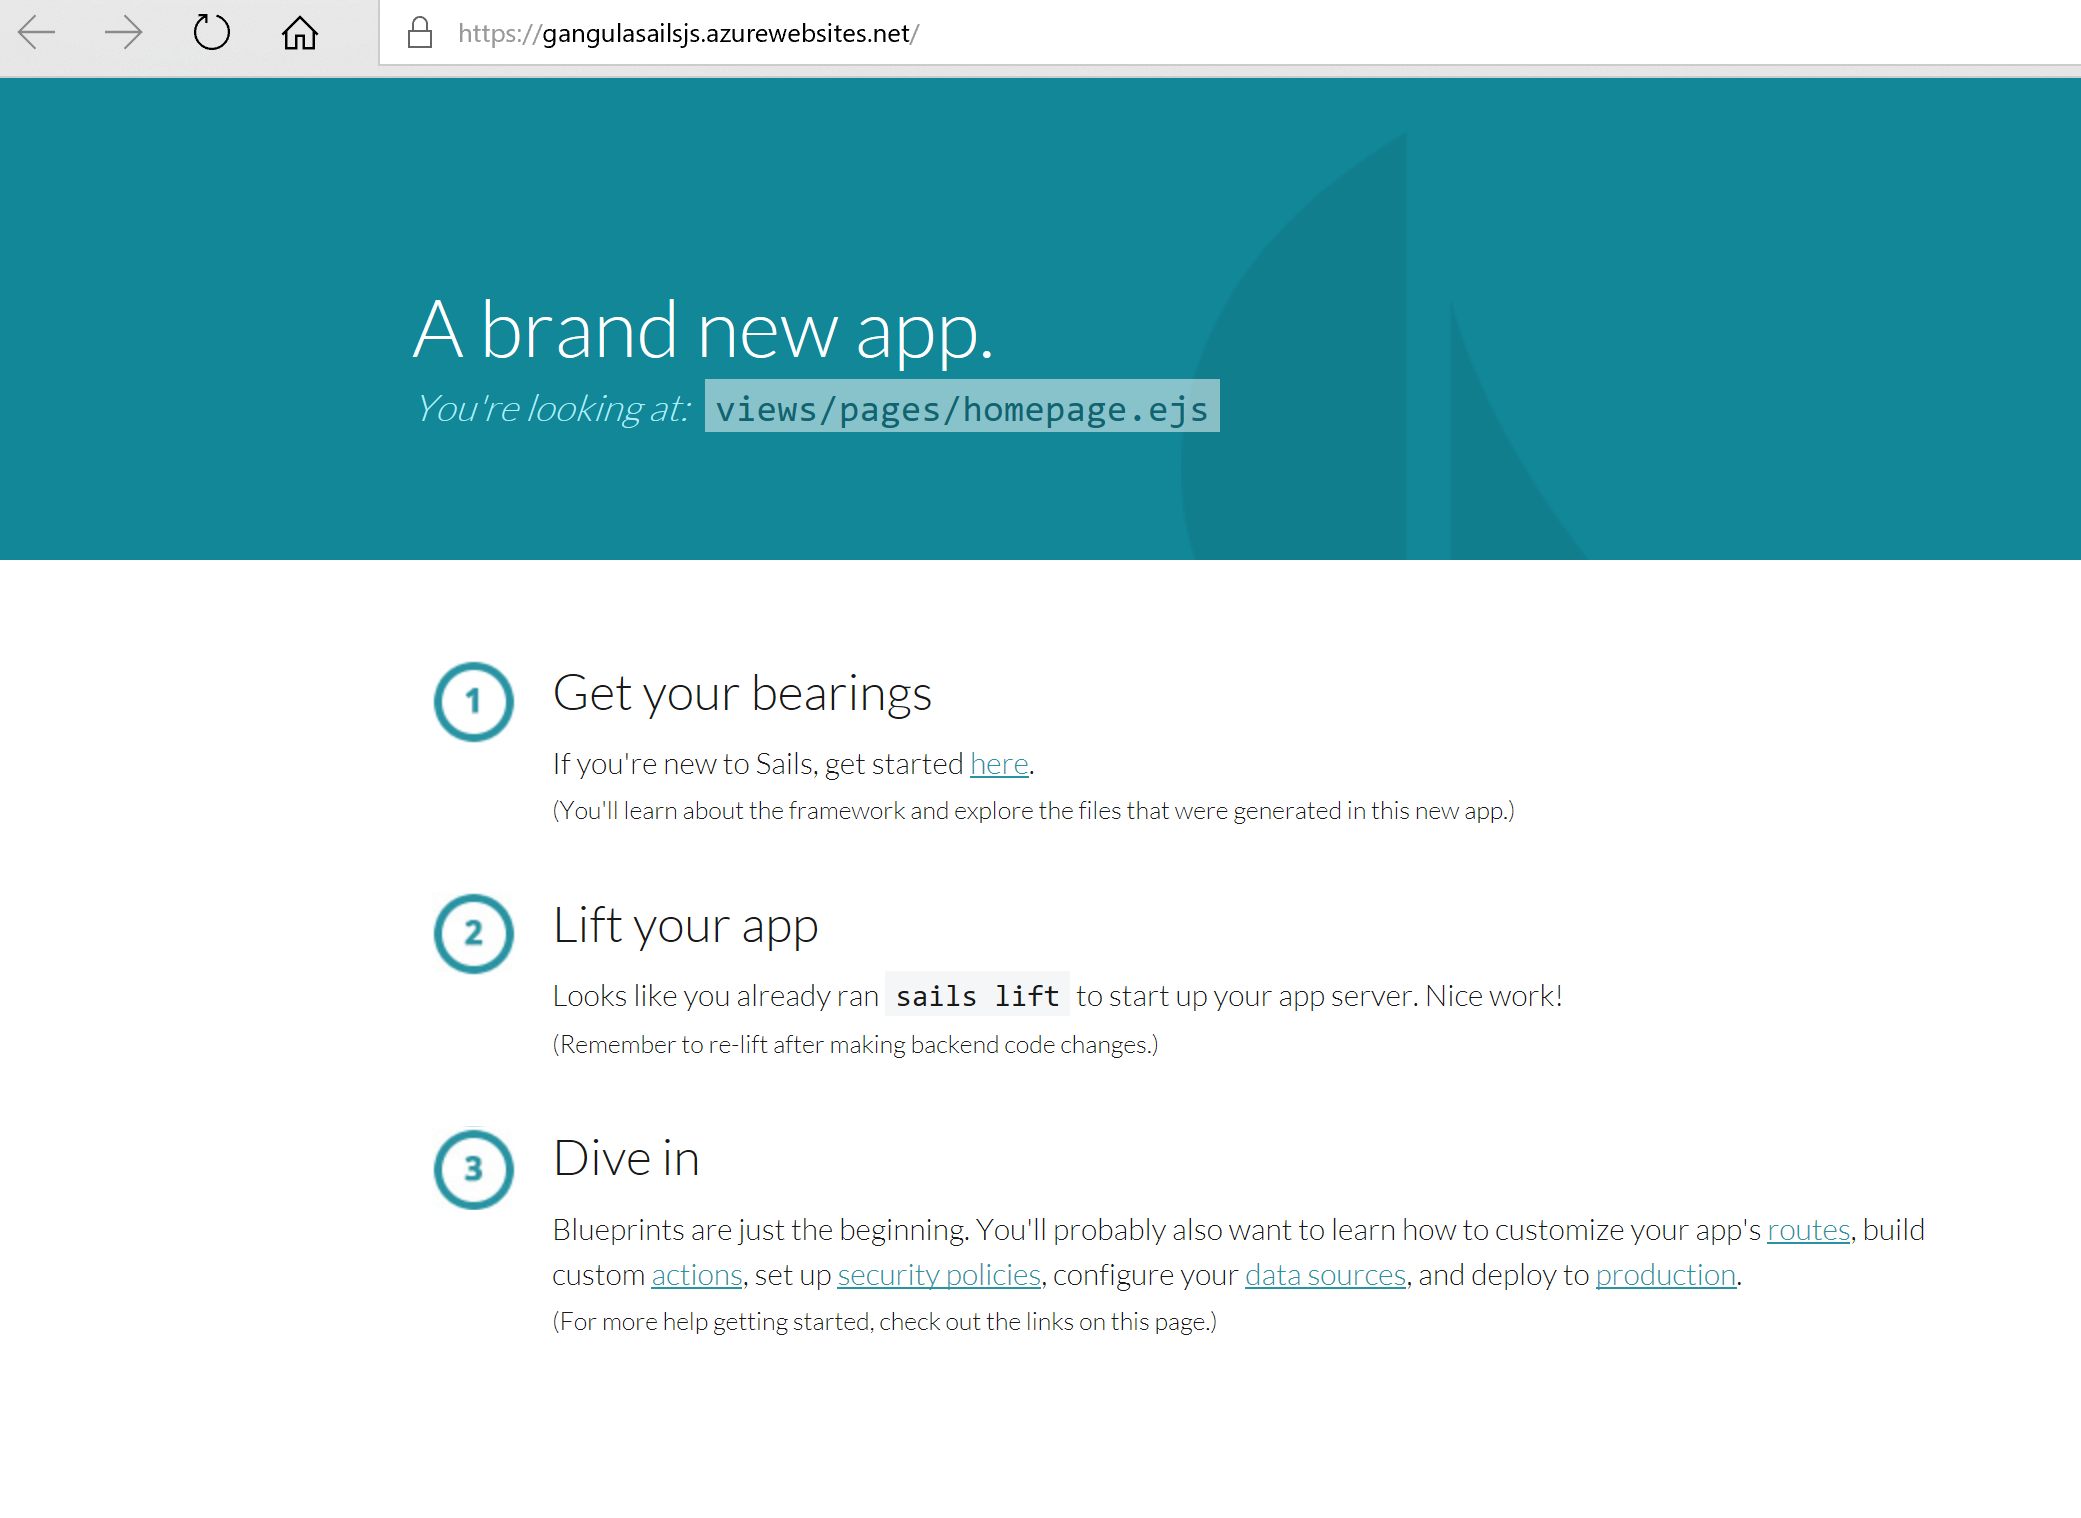 https://gangulasailsjs.azurewebsites.net/
A brand new app.
You're looking at: views/pages/homepage.ejs
1 Get your bearings
If you're new to Sails, get started here.
(You'll learn about the framework and explore the files that were generated in this new app.)
2 Lift your app
Looks like you already ran sails lift to start up your app server. Nice work!
(Remember to re-lift after making backend code changes.)
3 Dive in
Blueprints are just the beginning. You'll probably also want to learn how to customize your app's routes, build
custom actions, set up security policies, configure your data sources, and deploy to production.
(For more help getting started, check out the links on this page.)